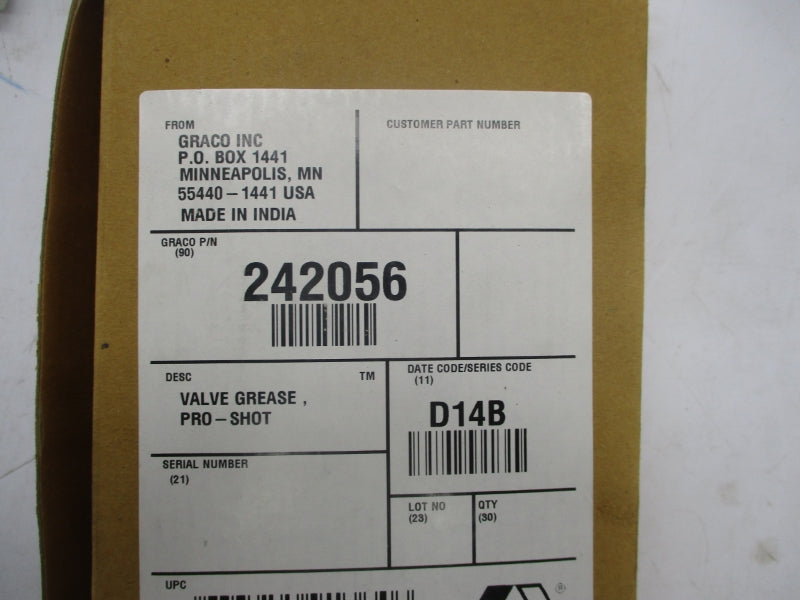 FROM
GRACO INC
P.O. BOX 1441
MINNEAPOLIS, MN
55440-1441 USA
MADE IN INDIA
CUSTOMER PART NUMBER
GRACO P/N
(90)
242056
DESC
TM
VALVE GREASE ,
PRO-SHOT
DATE CODE/SERIES CODE
(11)
D14B
SERIAL NUMBER
(21)
LOT NO
(23)
QTY
(30)
UPC
®